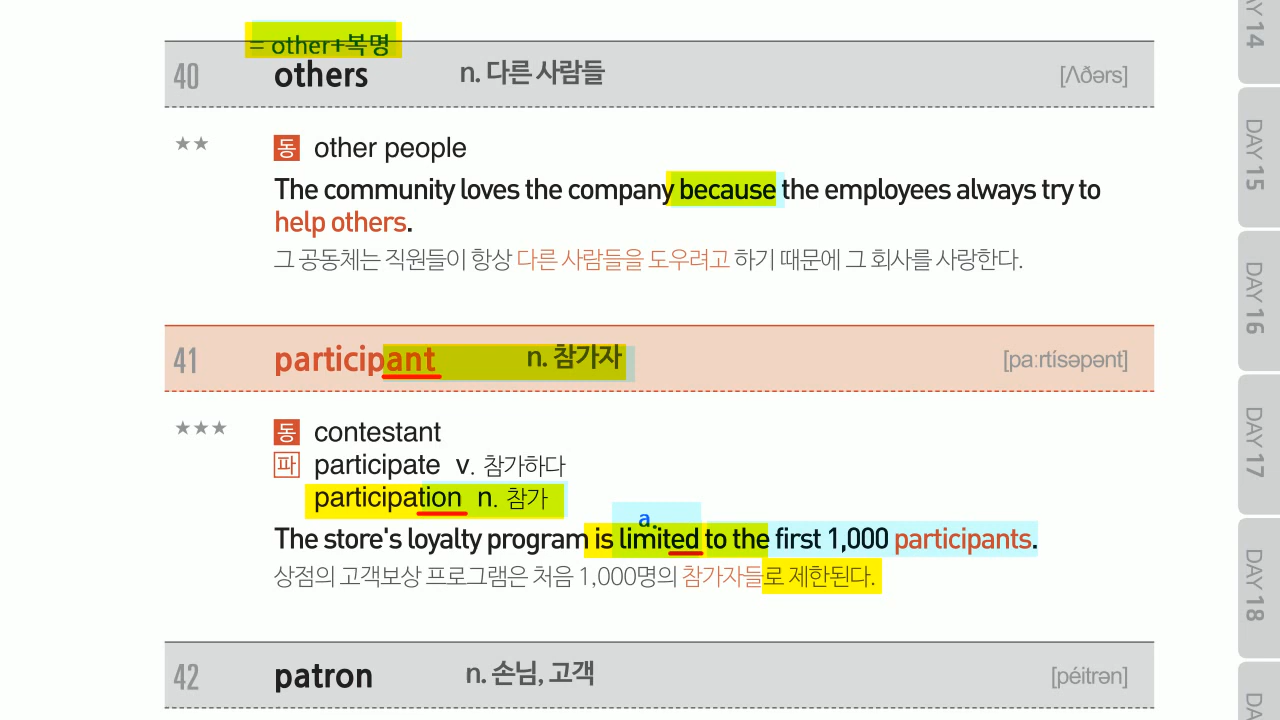 = other+복명
40 others n. 다른 사람들 [Λðərs]
★★
동 other people
The community loves the company because the employees always try to
help others.
그 공동체는 직원들이 항상 다른 사람들을 도우려고 하기 때문에 그 회사를 사랑한다.
41 participant n. 참가자 [pa:rtísəpənt]
★★★
동 contestant
파 participate v. 참가하다
participation n. 참가
a.
The store's loyalty program is limited to the first 1,000 participants.
상점의 고객보상 프로그램은 처음 1,000명의 참가자들로 제한된다.
42 patron n. 손님, 고객 [péitrən]
AY 14
DAY 15
DAY 16
DAY 17
DAY 18
DA